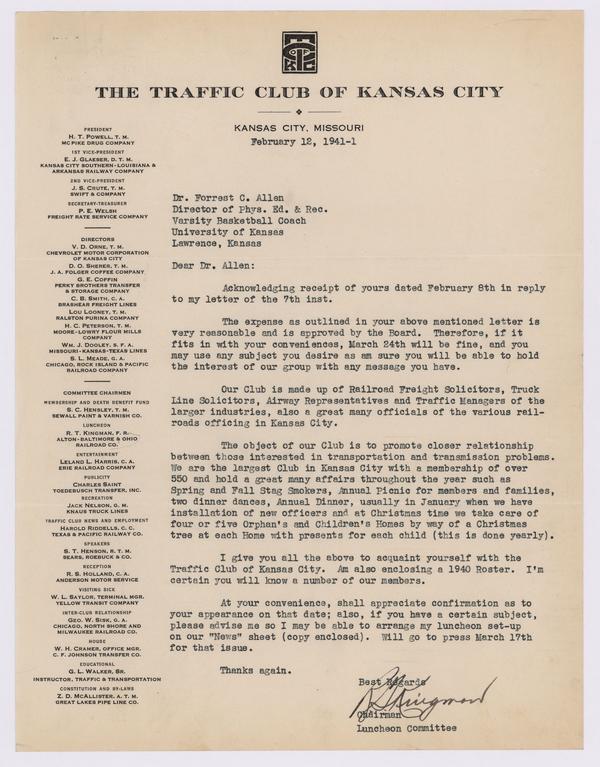 THE TRAFFIC CLUB OF KANSAS CITY
KANSAS CITY, MISSOURI
February 12, 1941-1
PRESIDENT
H. T. POWELL, T. M.
MCPIKE DRUG COMPANY
1ST VICE-PRESIDENT
E. J. GLAESER, D. T. M.
KANSAS CITY SOUTHERN-LOUISIANA &
ARKANSAS RAILWAY COMPANY
2ND VICE-PRESIDENT
J. S. CHUTE, T. M.
SWIFT & COMPANY
SECRETARY-TREASURER
P. E. WELSH
FREIGHT RATE SERVICE COMPANY
DIRECTORS
V. D. ORNE, T. M.
CHEVROLET MOTOR CORPORATION
OF KANSAS CITY
D. O. SHERER, T. M.
J. A. FOLGER COFFEE COMPANY
G. E. COFFIN
PERKY BROTHERS TRANSFER
& STORAGE COMPANY
C. B. SMITH, C. A.
BRASHEAR FREIGHT LINES
LOU LOONEY, T. M.
RALSTON PURINA COMPANY
H. C. PETERSON, T. M.
MOORE-LOWRY FLOUR MILLS
COMPANY
WM. J. DOOLEY, S. F. A.
MISSOURI-KANSAS-TEXAS LINES
S. L. MEADE, G. A.
CHICAGO, ROCK ISLAND & PACIFIC
RAILROAD COMPANY
COMMITTEE CHAIRMEN
MEMBERSHIP AND DEATH BENEFIT FUND
S. C. HENSLEY, T. M.
SEWALL PAINT & VARNISH CO.
LUNCHEON
R. T. KINGMAN, F. R.
ALTON-BALTIMORE & OHIO
RAILROAD CO.
ENTERTAINMENT
LELAND L. HARRIS, C. A.
ERIE RAILROAD COMPANY
PUBLICITY
CHARLES SAINT
TOEDEBUSCH TRANSFER, INC.
RECREATION
JACK NELSON, G. M.
KNAUS TRUCK LINES
TRAFFIC CLUB NEWS AND EMPLOYMENT
HAROLD RIDDELLS, C. C.
TEXAS & PACIFIC RAILWAY CO.
SPEAKERS
S. T. HENSON, R. T. M.
SEARS, ROEBUCK & CO.
RECEPTION
R. S. HOLLAND, C. A.
ANDERSON MOTOR SERVICE
VISITING SICK
W. L. SAYLOR, TERMINAL MGR.
YELLOW TRANSIT COMPANY
INTER-CLUB RELATIONSHIP
GEO. W. SISK, G. A.
CHICAGO, NORTH SHORE AND
MILWAUKEE RAILROAD CO.
HOUSE
W. H. CRAMER, OFFICE MGR.
C. F. JOHNSON TRANSFER CO.
EDUCATIONAL
G. L. WALKER, SR.
INSTRUCTOR, TRAFFIC & TRANSPORTATION
CONSTITUTION AND BY-LAWS
Z. D. MCALLISTER, A. T. M.
GREAT LAKES PIPE LINE CO.
Dr. Forrest C. Allen
Director of Phys. Ed. & Rec.
Varsity Basketball Coach
University of Kansas
Lawrence, Kansas
Dear Dr. Allen:
Acknowledging receipt of yours dated February 8th in reply
to my letter of the 7th inst.
The expense as outlined in your above mentioned letter is
very reasonable and is approved by the Board. Therefore, if it
fits in with your conveniences, March 24th will be fine, and you
may use any subject you desire as am sure you will be able to hold
the interest of our group with any message you have.
Our Club is made up of Railroad Freight Solicitors, Truck
Line Solicitors, Airway Representatives and Traffic Managers of the
larger industries, also a great many officials of the various rail-
roads officing in Kansas City.
The object of our Club is to promote closer relationship
between those interested in transportation and transmission problems.
We are the largest Club in Kansas City with a membership of over
550 and hold a great many affairs throughout the year such as
Spring and Fall Stag Smokers, Annual Picnic for members and families,
two dinner dances, Annual Dinner, usually in January when we have
installation of new officers and at Christmas time we take care of
four or five Orphan's and Children's Homes by way of a Christmas
tree at each Home with presents for each child (this is done yearly).
I give you all the above to acquaint yourself with the
Traffic Club of Kansas City. Am also enclosing a 1940 Roster. I'm
certain you will know a number of our members.
At your convenience, shall appreciate confirmation as to
your appearance on that date; also, if you have a certain subject,
please advise me so I may be able to arrange my luncheon set-up
on our "News" sheet (copy enclosed). Will go to press March 17th
for that issue.
Thanks again.
Best Regards
R T Kingman
Chairman
Luncheon Committee